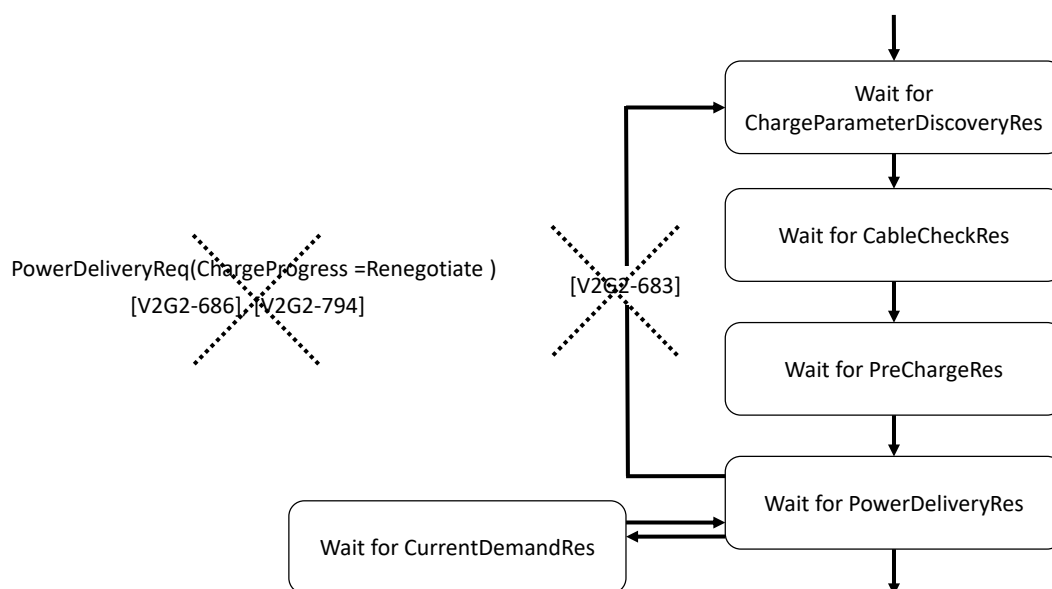 Wait for
ChargeParameterDiscoveryRes
Wait for CableCheckRes
PowerDeliveryReq(ChargeProgress =Renegotiate )
[V2G2-686], [V2G2-794]
[V2G2-683]
Wait for PreChargeRes
Wait for PowerDeliveryRes
Wait for CurrentDemandRes